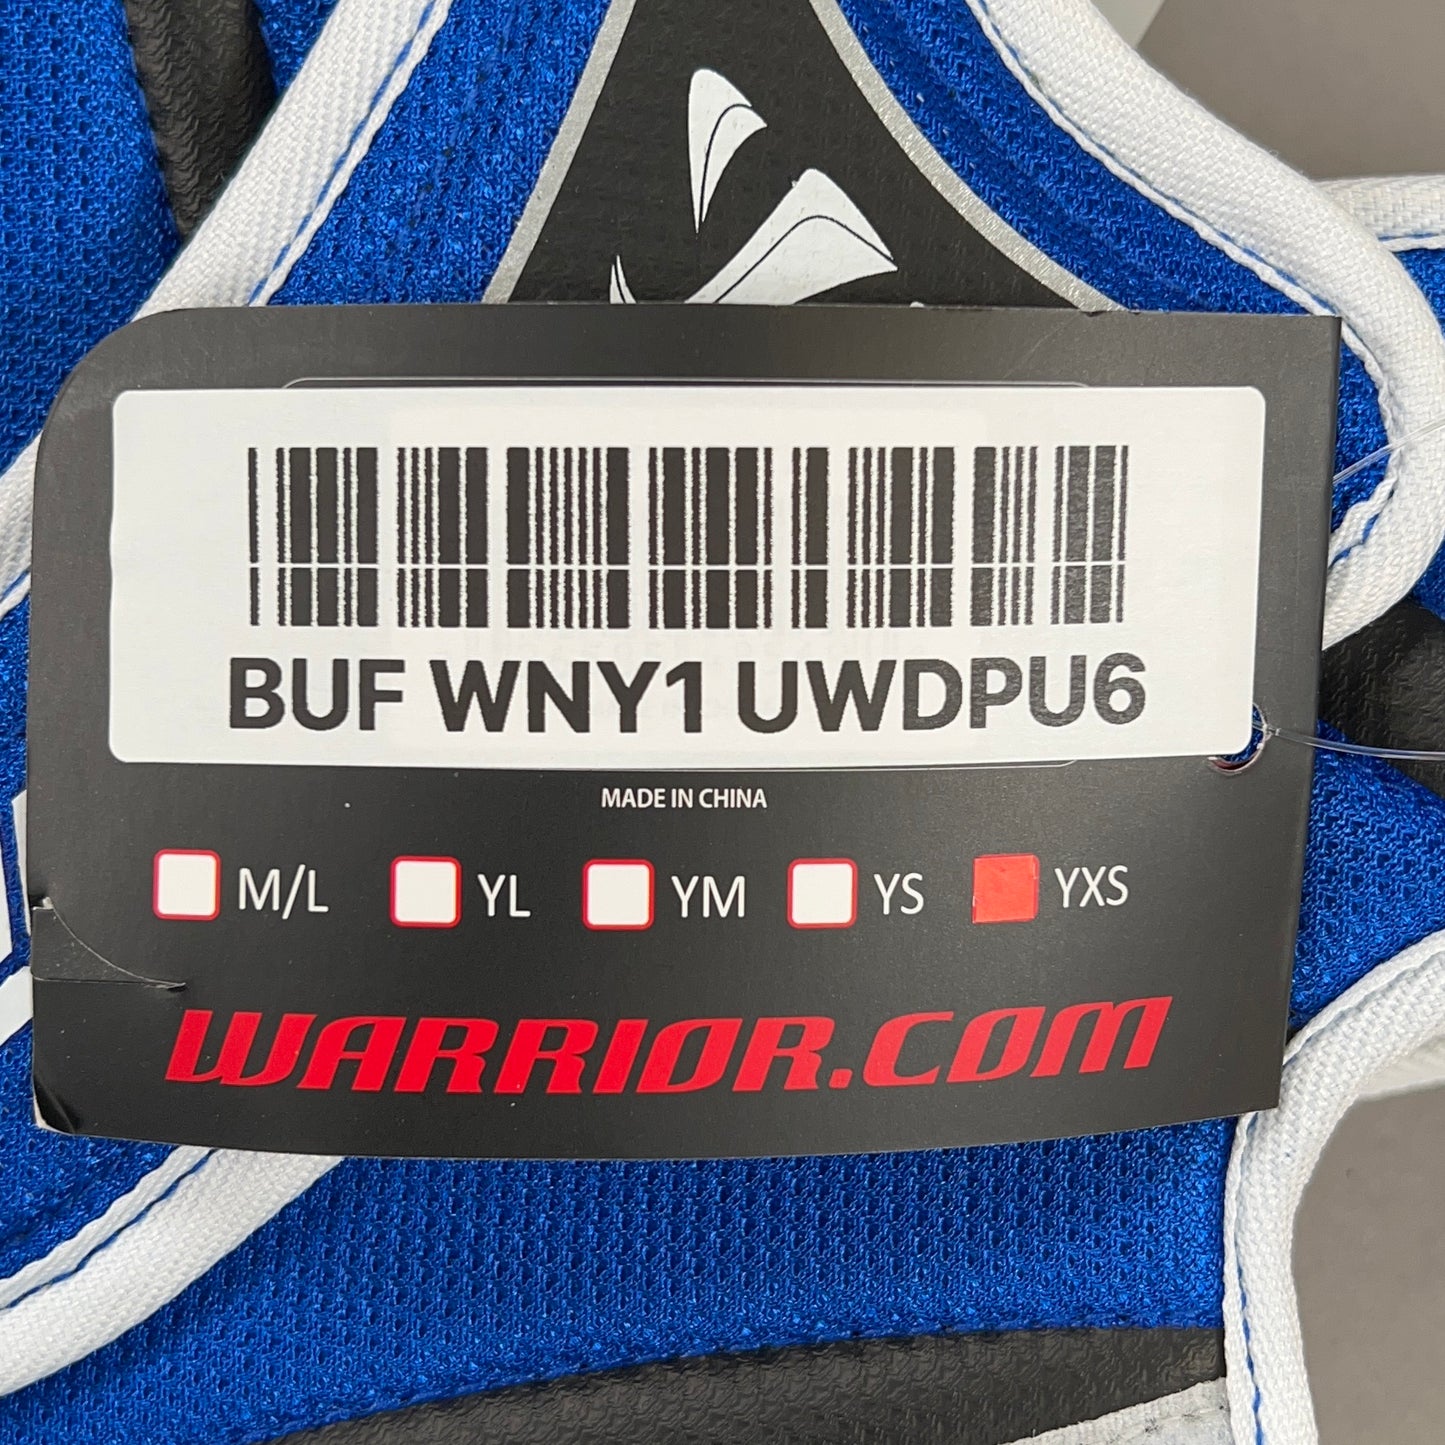 BUF WNY1 UWDPU6
MADE IN CHINA
M/L YL YM YS YXS
WARRIOR.COM